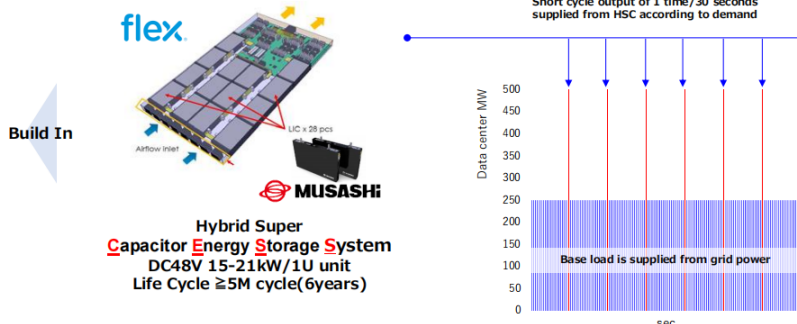 Short cycle output of 1 time/30 seconds
supplied from HSC according to demand
flex.
Build In
LIC x 28 pcs
Airflow Inlet
MUSASHi
Hybrid Super
Capacitor Energy Storage System
DC48V 15-21kW/1U unit
Life Cycle ≧5M cycle(6years)
Data center MW
500
450
400
350
300
250
200
150
100
50
0
Base load is supplied from grid power
sec